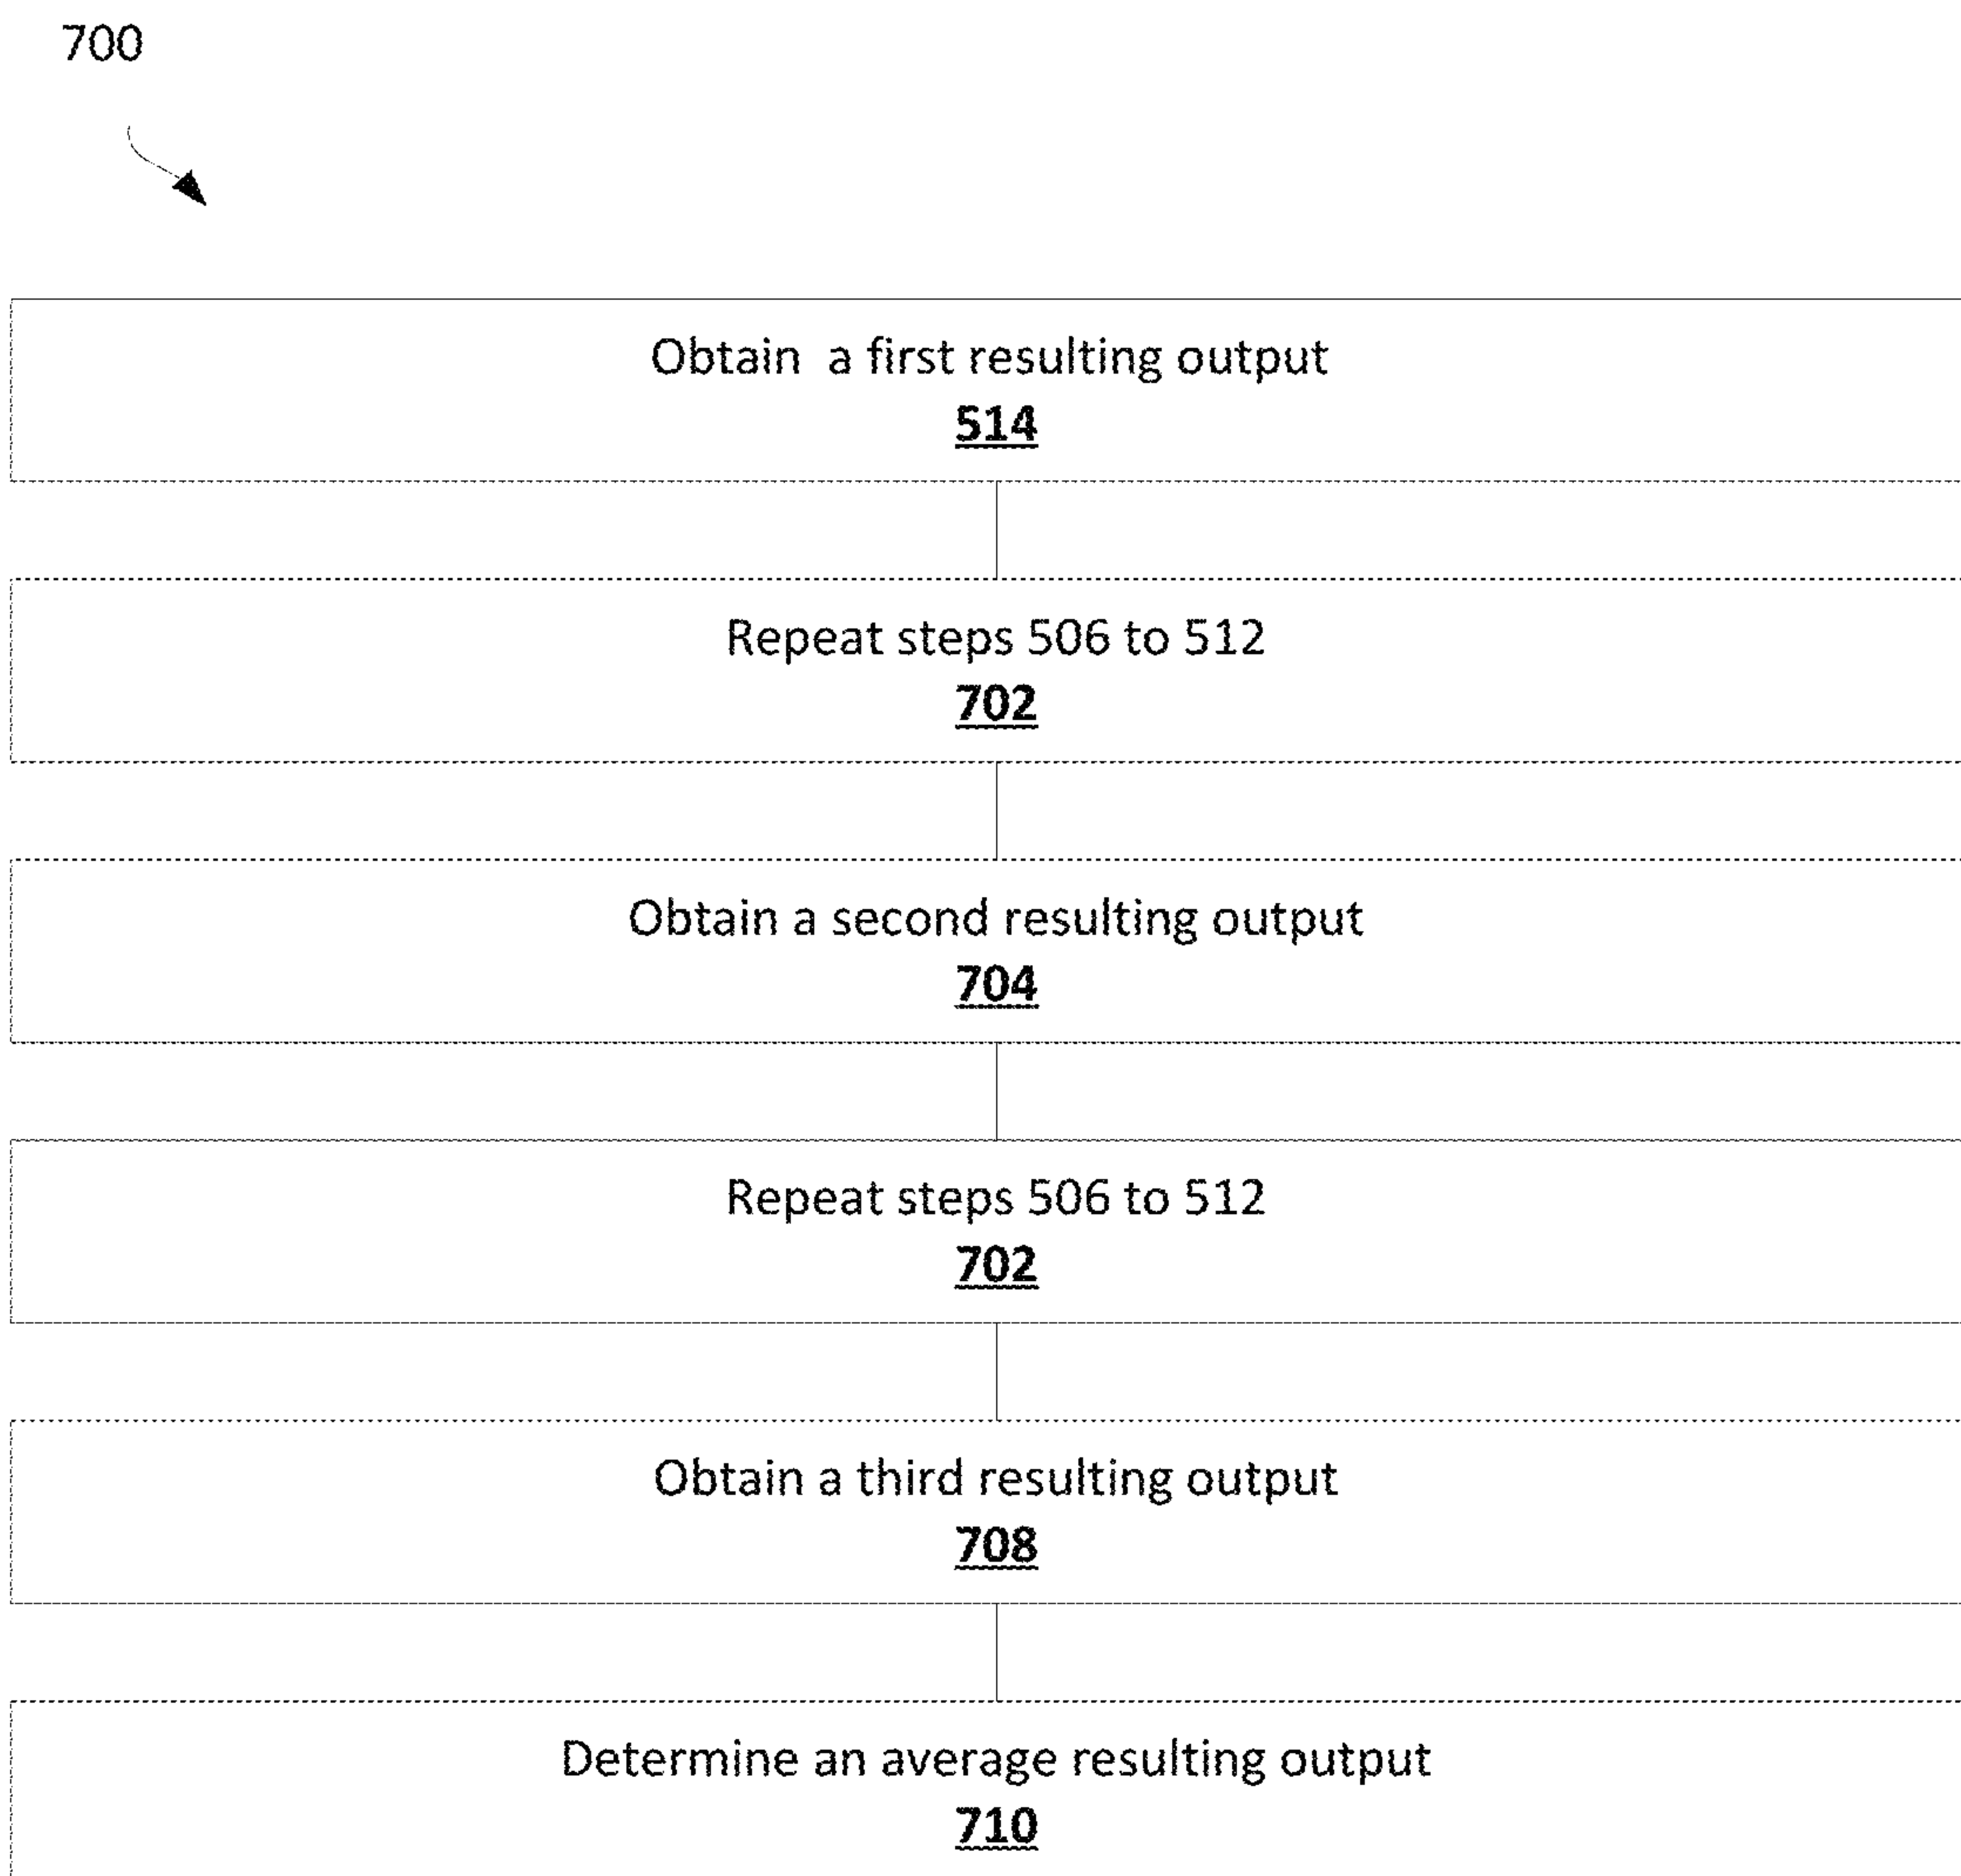 700
Obtain a first resulting output
514
Repeat steps 506 to 512
702
Obtain a second resulting output
704
Repeat steps 506 to 512
702
Obtain a third resulting output
708
Determine an average resulting output
710